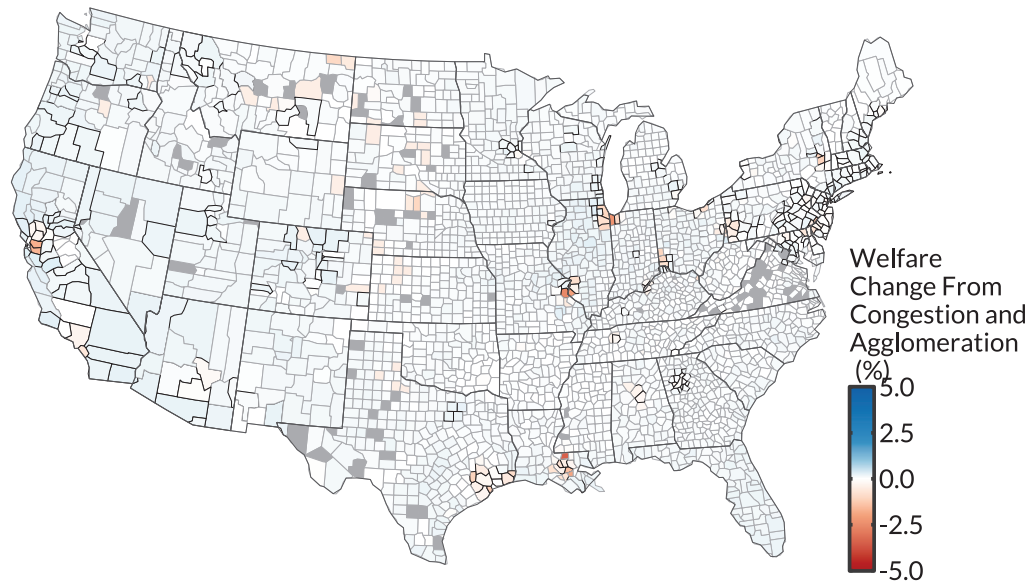 Welfare
Change From
Congestion and
Agglomeration
(%)
5.0
2.5
0.0
-2.5
-5.0